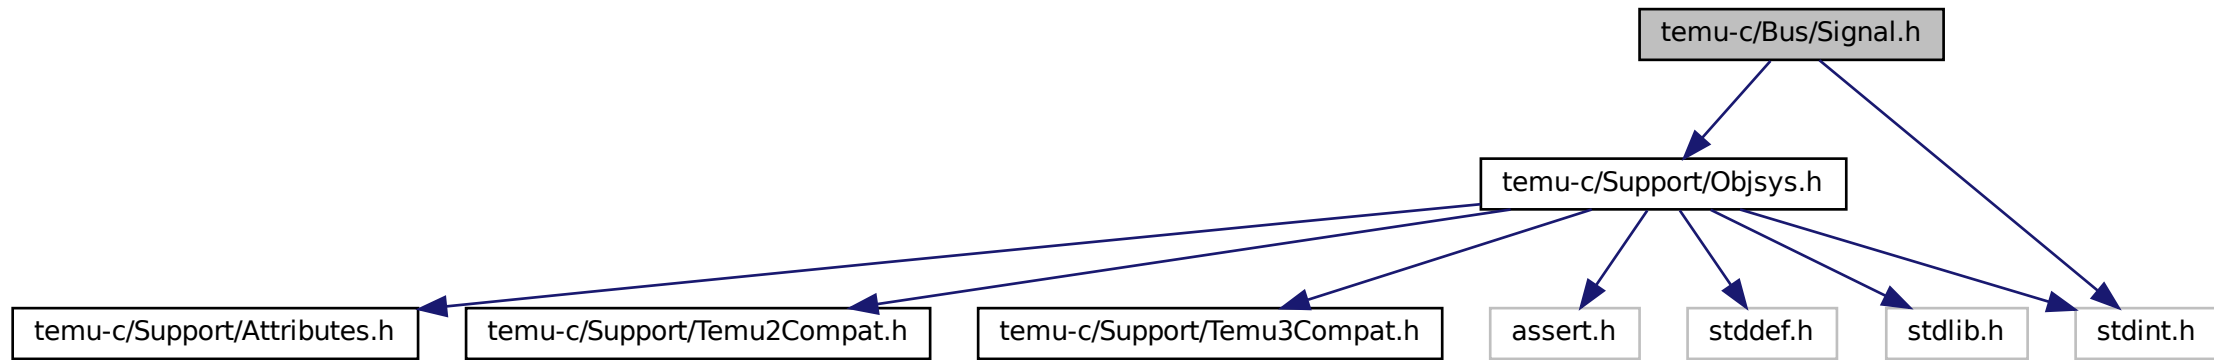 temu-c/Bus/Signal.h
temu-c/Support/Objsys.h
temu-c/Support/Attributes.h
temu-c/Support/Temu2Compat.h
temu-c/Support/Temu3Compat.h
assert.h
stddef.h
stdlib.h
stdint.h